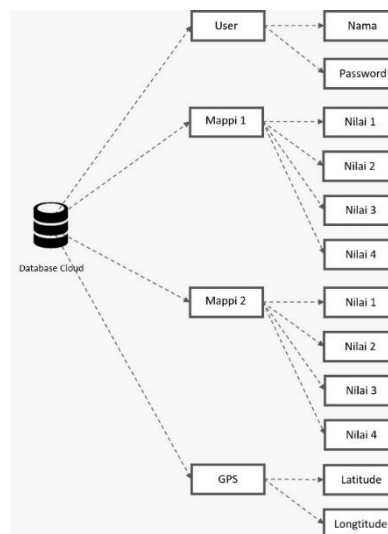 User
Nama
Password
Mappi 1
Nilai 1
Nilai 2
Nilai 3
Nilai 4
Database Cloud
Mappi 2
Nilai 1
Nilai 2
Nilai 3
Nilai 4
GPS
Latitude
Longtitude